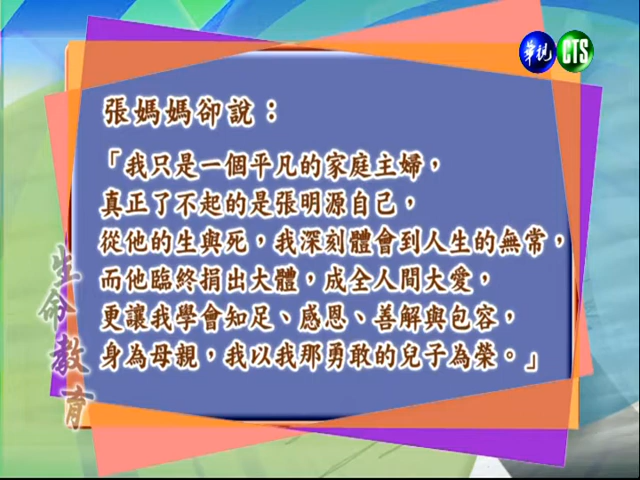 華視 CTS
張媽媽卻說：
「我只是一個平凡的家庭主婦，
真正了不起的是張明源自己，
從他的生與死，我深刻體會到人生的無常，
而他臨終捐出大體，成全人間大愛，
更讓我學會知足、感恩、善解與包容，
身為母親，我以我那勇敢的兒子為榮。」
生命教育